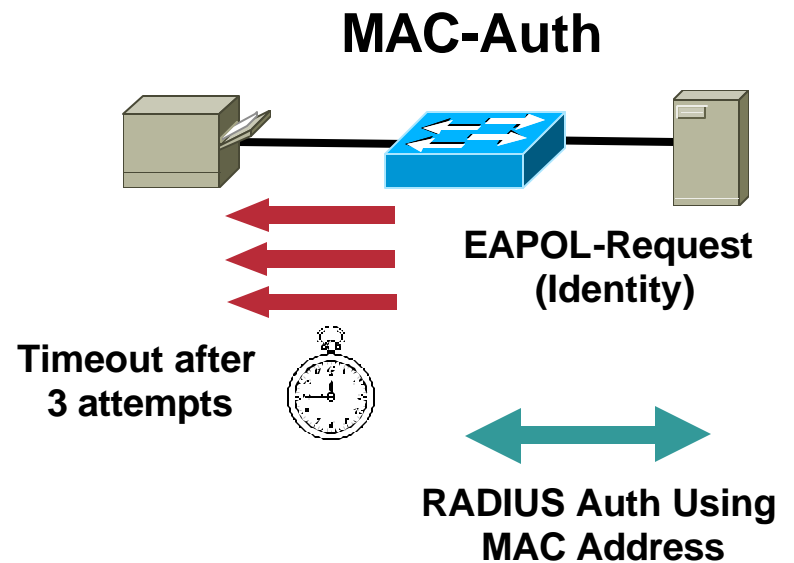 MAC-Auth
EAPOL-Request
(Identity)
Timeout after
3 attempts
RADIUS Auth Using
MAC Address